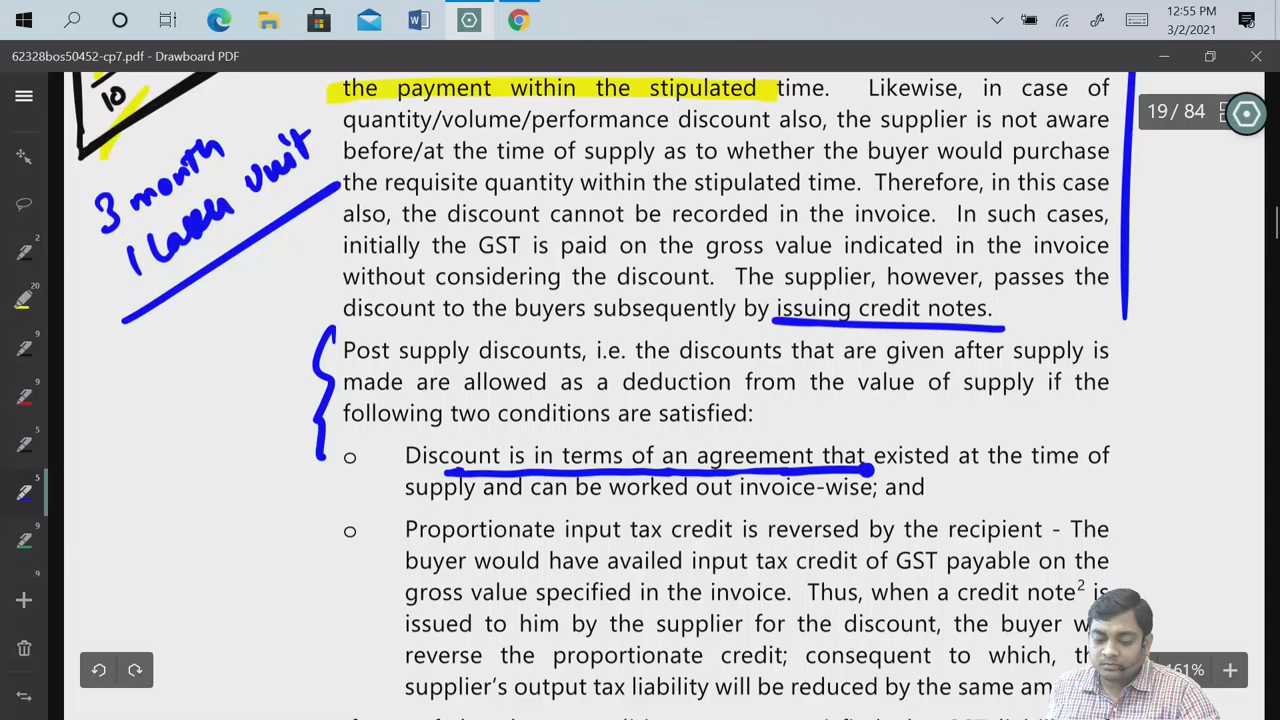 12:55 PM
3/2/2021
62328bos50452-cp7.pdf - Drawboard PDF
10
the payment within the stipulated time. Likewise, in case of
19 / 84
quantity/volume/performance discount also, the supplier is not aware
before/at the time of supply as to whether the buyer would purchase
the requisite quantity within the stipulated time. Therefore, in this case
3 month
unit
also, the discount cannot be recorded in the invoice. In such cases,
initially the GST is paid on the gross value indicated in the invoice
without considering the discount. The supplier, however, passes the
discount to the buyers subsequently by issuing credit notes.
Post supply discounts, i.e. the discounts that are given after supply is
made are allowed as a deduction from the value of supply if the
following two conditions are satisfied:
o Discount is in terms of an agreement that existed at the time of
supply and can be worked out invoice-wise; and
o Proportionate input tax credit is reversed by the recipient - The
buyer would have availed input tax credit of GST payable on the
gross value specified in the invoice. Thus, when a credit note2 is
issued to him by the supplier for the discount, the buyer
reverse the proportionate credit; consequent to which,
supplier's output tax liability will be reduced by the same
161%
2
20
9
9
5
5
9
9